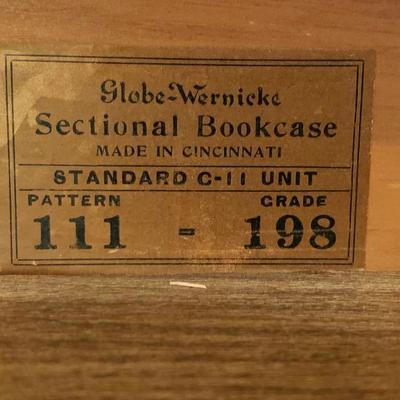 Globe-Wernicke
Sectional Bookcase
MADE IN CINCINNATI
STANDARD C-11 UNIT
PATTERN GRADE
111 - 198